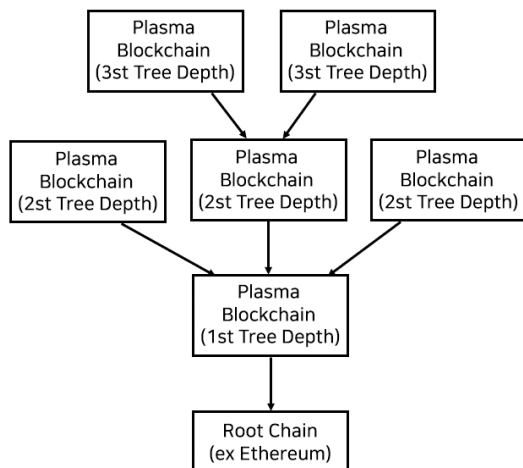 Plasma
Blockchain
(3st Tree Depth)
Plasma
Blockchain
(3st Tree Depth)
Plasma
Blockchain
(2st Tree Depth)
Plasma
Blockchain
(2st Tree Depth)
Plasma
Blockchain
(2st Tree Depth)
Plasma
Blockchain
(1st Tree Depth)
Root Chain
(ex Ethereum)